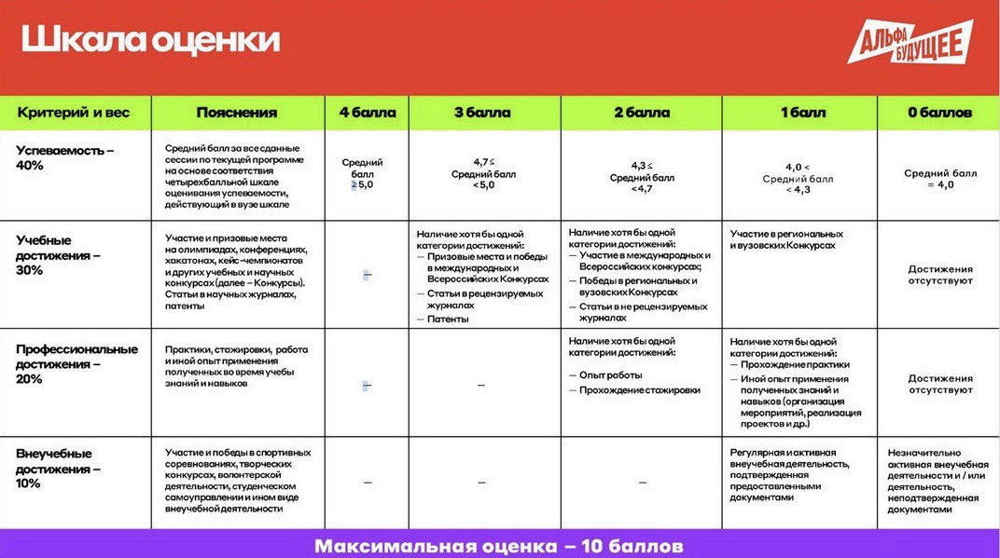 Шкала оценки
АЛЬФА
БУДУЩЕЕ
Критерий и вес
Пояснения
4 балла
3 балла
2 балла
1 балл
0 баллов
Успеваемость –
40%
Средний балл за все сданные
сессии по текущей программе
на основе соответствия
четырехбалльной шкале
оценивания успеваемости,
действующий в вузе шкале
Средний
балл
≥5,0
4,7≤
Средний балл
<5,0
4,3≤
Средний балл
<4,7
4,0 <
Средний балл
< 4,3
Средний балл
= 4,0
Учебные
достижения –
30%
Участие и призовые места
на олимпиадах, конференциях,
хакатонах, кейс-чемпионатов
и других учебных и научных
конкурсах (далее – Конкурсы).
Статьи в научных журналах,
патенты
–
Наличие хотя бы одной
категории достижений:
– Призовые места и победы
в международных и
Всероссийских Конкурсах
– Статьи в рецензируемых
журналах
– Патенты
Наличие хотя бы одной
категории достижений:
– Участие в международных и
Всероссийских конкурсах;
– Победы в региональных и
вузовских Конкурсах
– Статьи в не рецензируемых
журналах
Участие в региональных
и вузовских Конкурсах
Достижения
отсутствуют
Профессиональные
достижения –
20%
Практики, стажировки, работа
и иной опыт применения
полученных во время учебы
знаний и навыков
–
–
Наличие хотя бы одной
категории достижений:
– Опыт работы
– Прохождение стажировки
Наличие хотя бы одной
категории достижений:
– Прохождение практики
– Иной опыт применения
полученных знаний и
навыков (организация
мероприятий, реализация
проектов и др.)
Достижения
отсутствуют
Внеучебные
достижения –
10%
Участие и победы в спортивных
соревнованиях, творческих
конкурсах, волонтерской
деятельности, студенческом
самоуправлении и ином виде
внеучебной деятельности
–
–
–
Регулярная и активная
внеучебная деятельность,
подтвержденная
предоставленными
документами
Незначительно
активная внеучебная
деятельности и / или
деятельность,
неподтвержденная
документами
Максимальная оценка – 10 баллов